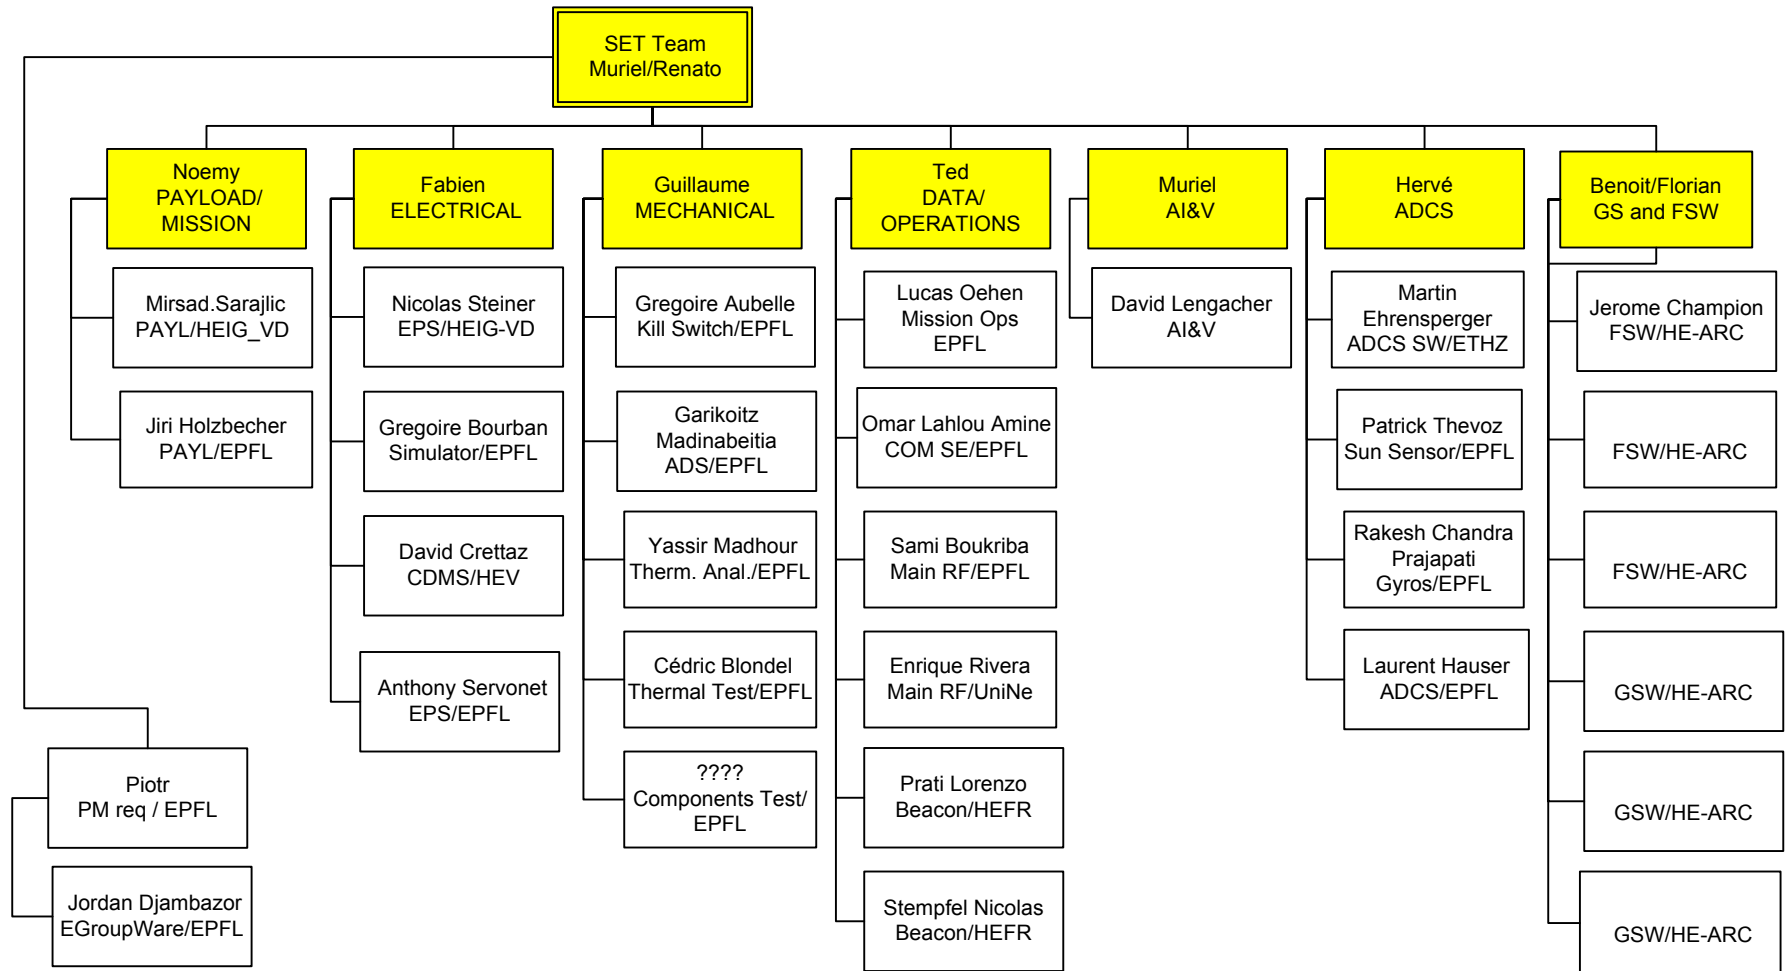 SET Team
Muriel/Renato
Noemy
PAYLOAD/
MISSION
Mirsad.Sarajlic
PAYL/HEIG_VD
Jiri Holzbecher
PAYL/EPFL
Fabien
ELECTRICAL
Nicolas Steiner
EPS/HEIG-VD
Gregoire Bourban
Simulator/EPFL
David Crettaz
CDMS/HEV
Anthony Servonet
EPS/EPFL
Guillaume
MECHANICAL
Gregoire Aubelle
Kill Switch/EPFL
Garikoitz
Madinabeitia
ADS/EPFL
Yassir Madhour
Therm. Anal./EPFL
Cédric Blondel
Thermal Test/EPFL
????
Components Test/
EPFL
Ted
DATA/
OPERATIONS
Lucas Oehen
Mission Ops
EPFL
Omar Lahlou Amine
COM SE/EPFL
Sami Boukriba
Main RF/EPFL
Enrique Rivera
Main RF/UniNe
Prati Lorenzo
Beacon/HEFR
Stempfel Nicolas
Beacon/HEFR
Muriel
AI&V
David Lengacher
AI&V
Hervé
ADCS
Martin
Ehrensperger
ADCS SW/ETHZ
Patrick Thevoz
Sun Sensor/EPFL
Rakesh Chandra
Prajapati
Gyros/EPFL
Laurent Hauser
ADCS/EPFL
Benoit/Florian
GS and FSW
Jerome Champion
FSW/HE-ARC
FSW/HE-ARC
FSW/HE-ARC
GSW/HE-ARC
GSW/HE-ARC
GSW/HE-ARC
Piotr
PM req / EPFL
Jordan Djambazor
EGroupWare/EPFL